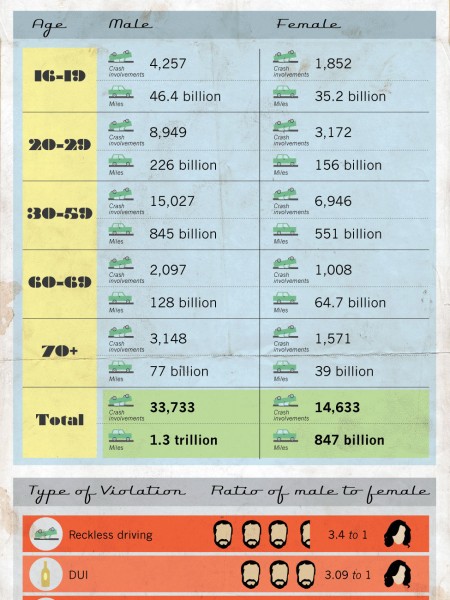 Age Male Female
16-19
Crash involvements 4,257
Crash involvements 1,852
Miles 46.4 billion
Miles 35.2 billion
20-29
Crash involvements 8,949
Crash involvements 3,172
Miles 226 billion
Miles 156 billion
30-59
Crash involvements 15,027
Crash involvements 6,946
Miles 845 billion
Miles 551 billion
60-69
Crash involvements 2,097
Crash involvements 1,008
Miles 128 billion
Miles 64.7 billion
70+
Crash involvements 3,148
Crash involvements 1,571
Miles 77 billion
Miles 39 billion
Total
Crash involvements 33,733
Crash involvements 14,633
Miles 1.3 trillion
Miles 847 billion
Type of Violation Ratio of male to female
Reckless driving 3.4 to 1
DUI 3.09 to 1